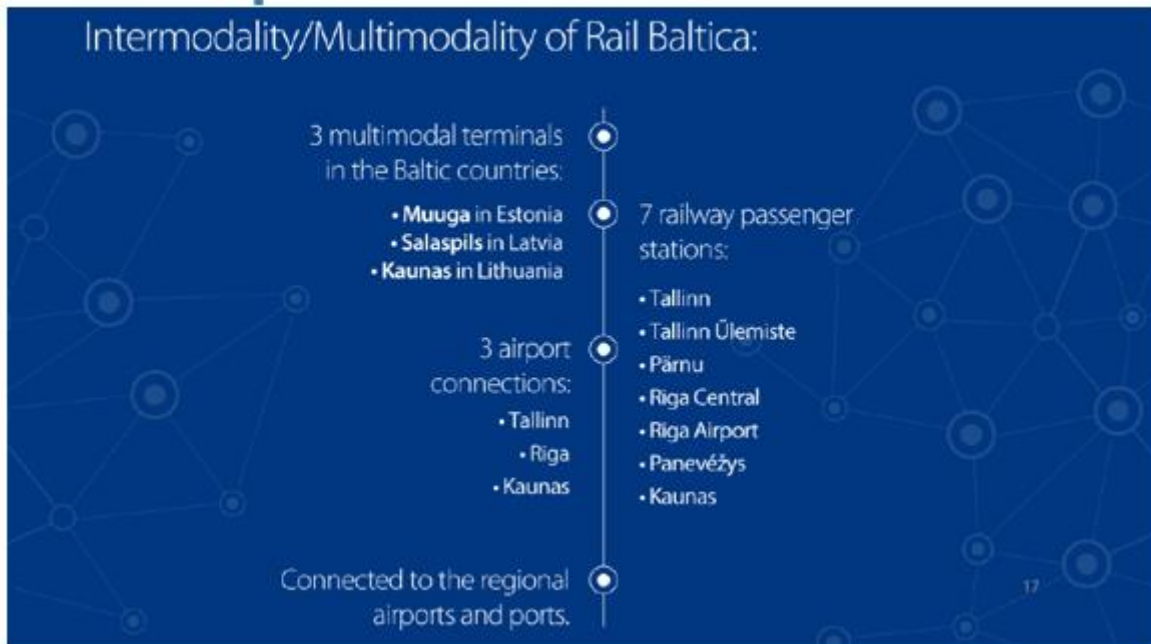 Intermodality/Multimodality of Rail Baltica:
3 multimodal terminals
in the Baltic countries:
• Muuga in Estonia
• Salaspils in Latvia
• Kaunas in Lithuania
7 railway passenger
stations:
• Tallinn
• Tallinn Űlemiste
• Pärnu
• Riga Central
• Riga Airport
• Panevéžys
• Kaunas
3 airport
connections:
• Tallinn
• Riga
• Kaunas
Connected to the regional
airports and ports.
17